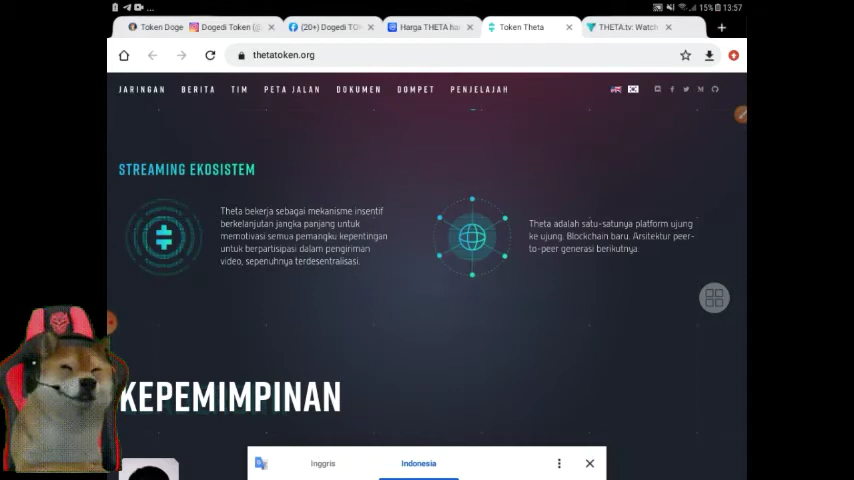 15% 13:57
Token Doge
Dogedi Token (@
(20+) Dogedi TO
Harga THETA ha
Token Theta
THETA.tv: Watch
thetatoken.org
JARINGAN BERITA TIM PETA JALAN DOKUMEN DOMPET PENJELAJAH
STREAMING EKOSISTEM
Theta bekerja sebagai mekanisme insentif
berkelanjutan jangka panjang untuk
memotivasi semua pemangku kepentingan
untuk berpartisipasi dalam pengiriman
video, sepenuhnya terdesentralisasi.
Theta adalah satu-satunya platform ujung
ke ujung. Blockchain baru. Arsitektur peer-
to-peer generasi berikutnya.
KEPEMIMPINAN
Inggris Indonesia